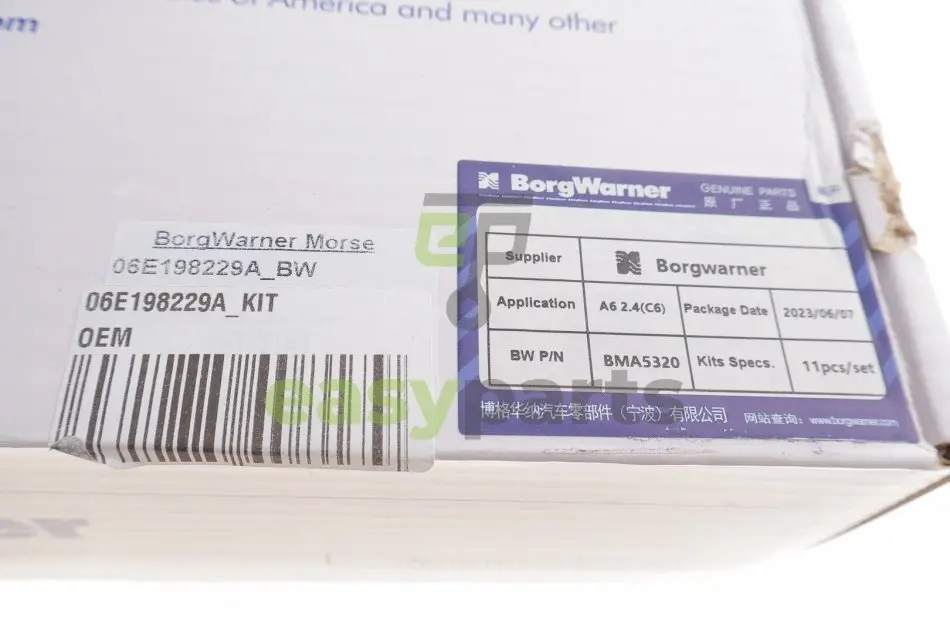 of America and many other
om
BorgWarner
GENUINE PARTS
原厂正品
Supplier Borgwarner
Application A6 2.4(C6) Package Date 2023/06/07
BW P/N BMA5320 Kits Specs. 11pcs/set
博格华纳汽车零部件（宁波）有限公司 网站查询：www.borgwarner.com
BorgWarner Morse
06E198229A_BW
06E198229A_KIT
OEM
easyparts
er